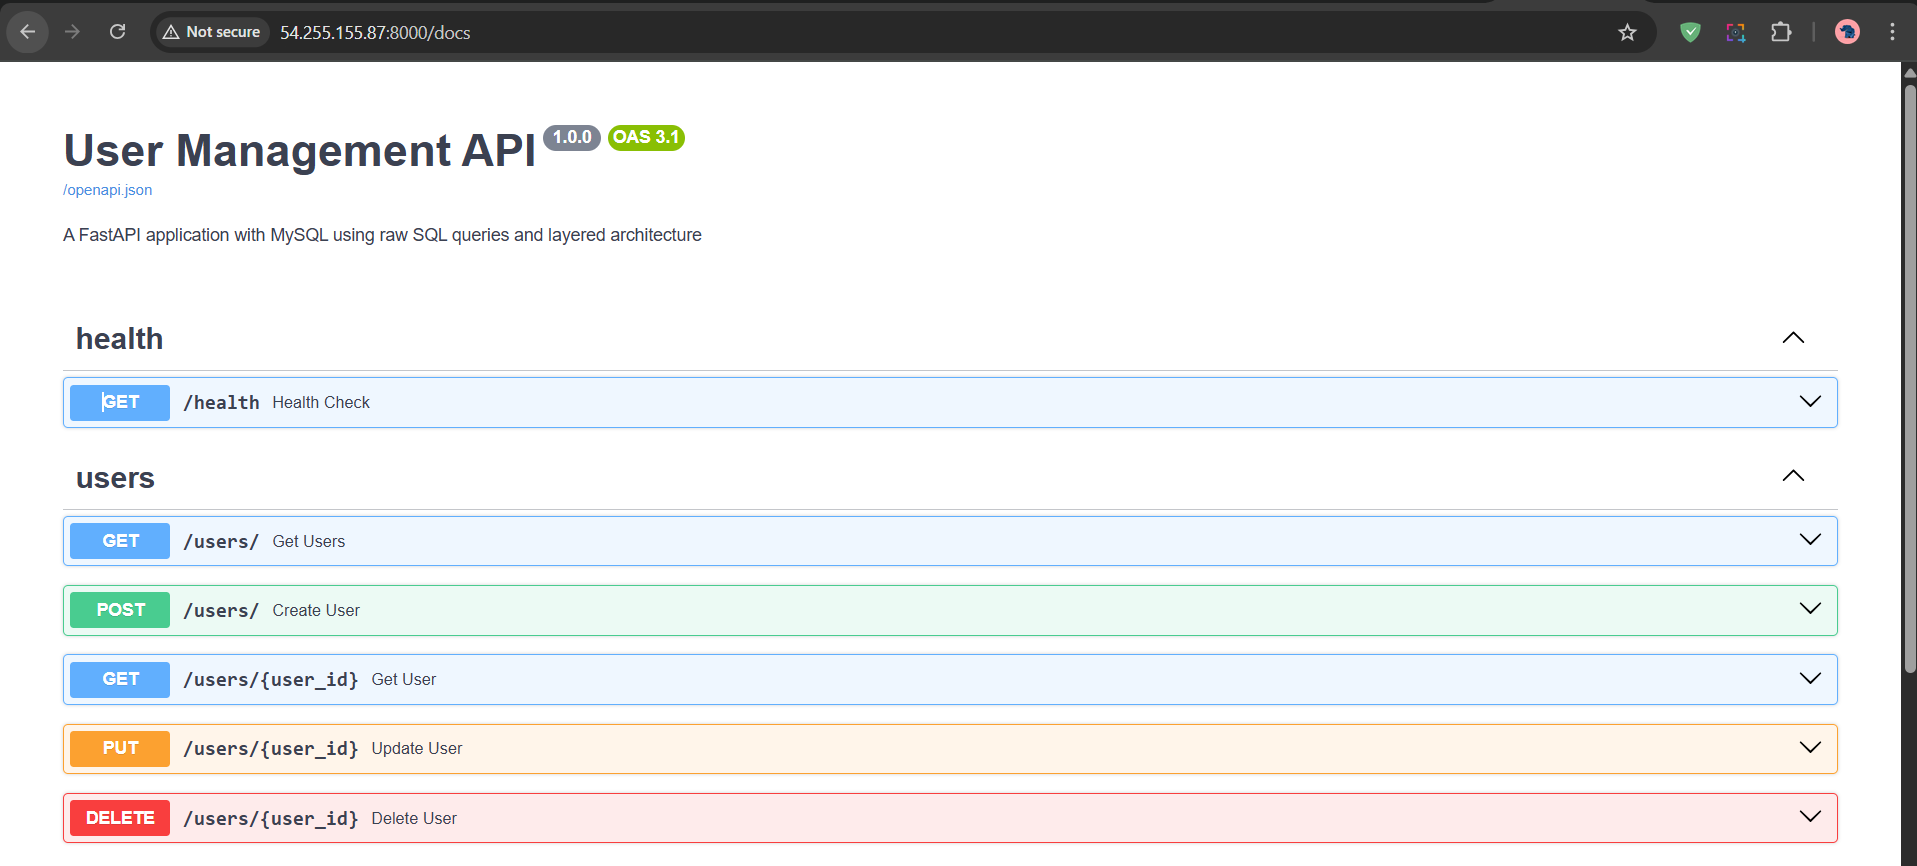 Not secure 54.255.155.87:8000/docs
User Management API 1.0.0 OAS 3.1
/openapi.json
A FastAPI application with MySQL using raw SQL queries and layered architecture
health
GET /health Health Check
users
GET /users/ Get Users
POST /users/ Create User
GET /users/{user_id} Get User
PUT /users/{user_id} Update User
DELETE /users/{user_id} Delete User